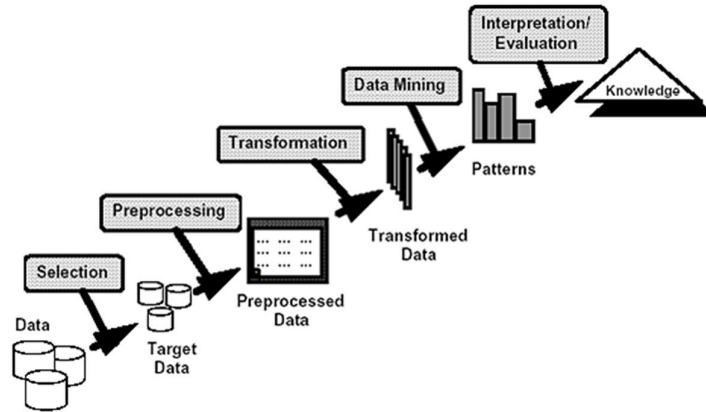 Interpretation/
Evaluation
Data Mining
Knowledge
Transformation
Patterns
Preprocessing
Transformed
Data
Selection
Preprocessed
Data
Data
Target
Data